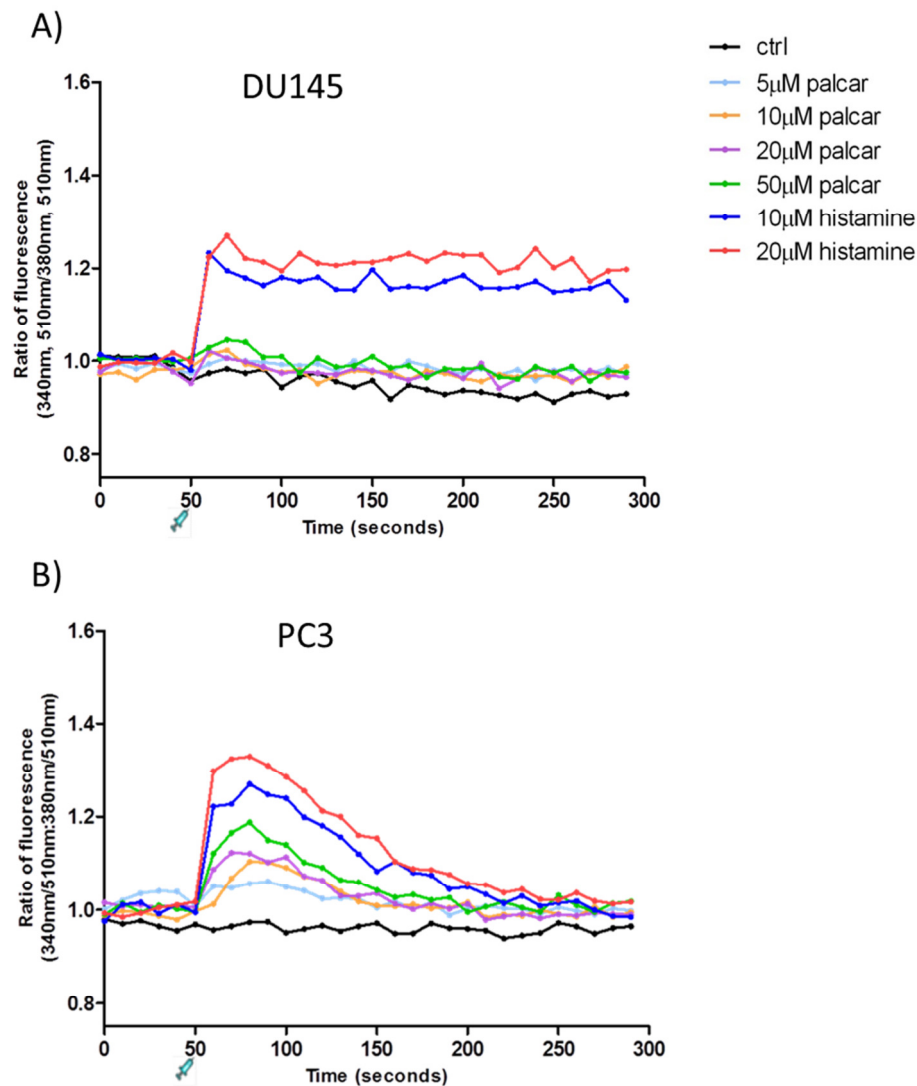 A)
DU145
1.6
1.4
1.2
1.0
0.8
Ratio of fluorescence
(340nm, 510nm/380nm, 510nm)
0 50 100 150 200 250 300
Time (seconds)
ctrl
5μM palcar
10μM palcar
20μM palcar
50μM palcar
10μM histamine
20μM histamine
B)
PC3
1.6
1.4
1.2
1.0
0.8
Ratio of fluorescence
(340nm/510nm:380nm/510nm)
0 50 100 150 200 250 300
Time (seconds)